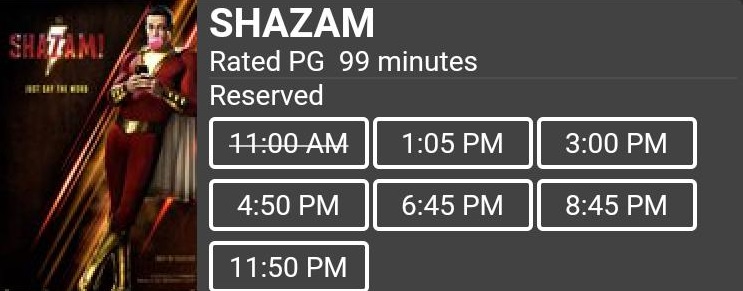 SHAZAM!
JUST SAY THE WORD
SHAZAM
Rated PG 99 minutes
Reserved
11:00 AM 1:05 PM 3:00 PM
4:50 PM 6:45 PM 8:45 PM
11:50 PM